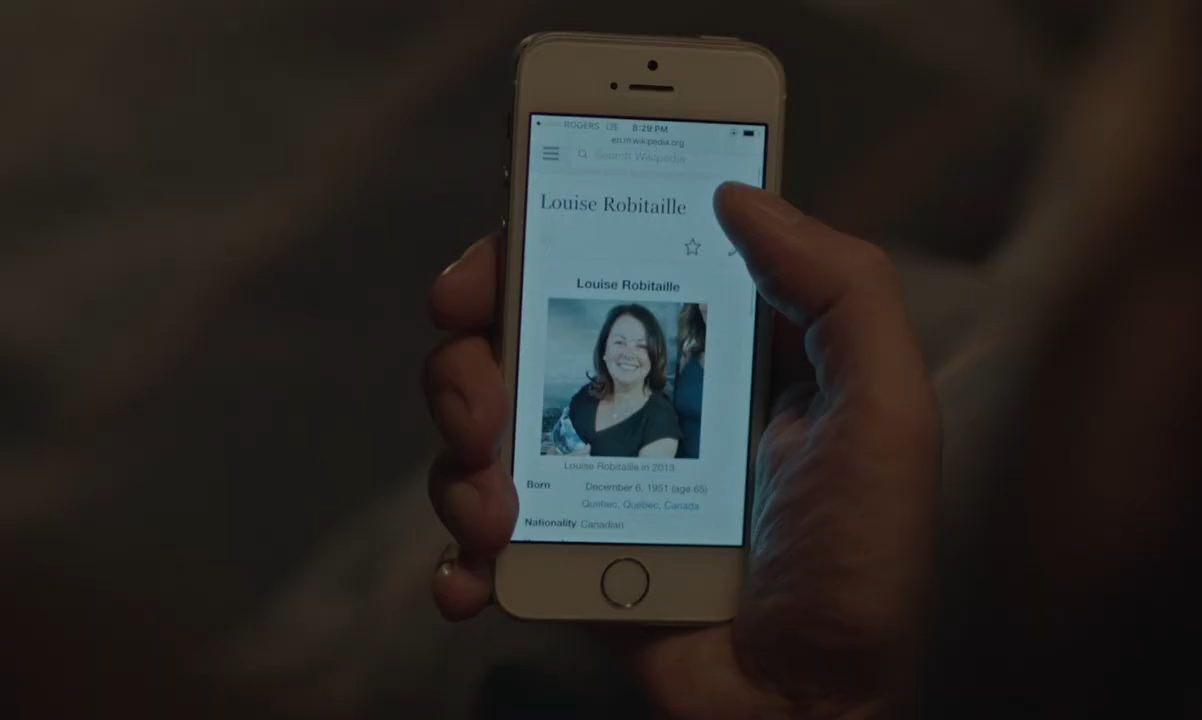 ROGERS LTE 8:29 PM
en.m.wikipedia.org
Search Wikipedia
Louise Robitaille
Louise Robitaille
Louise Robitaille in 2013
Born December 6, 1951 (age 65)
Quebec, Quebec, Canada
Nationality Canadian